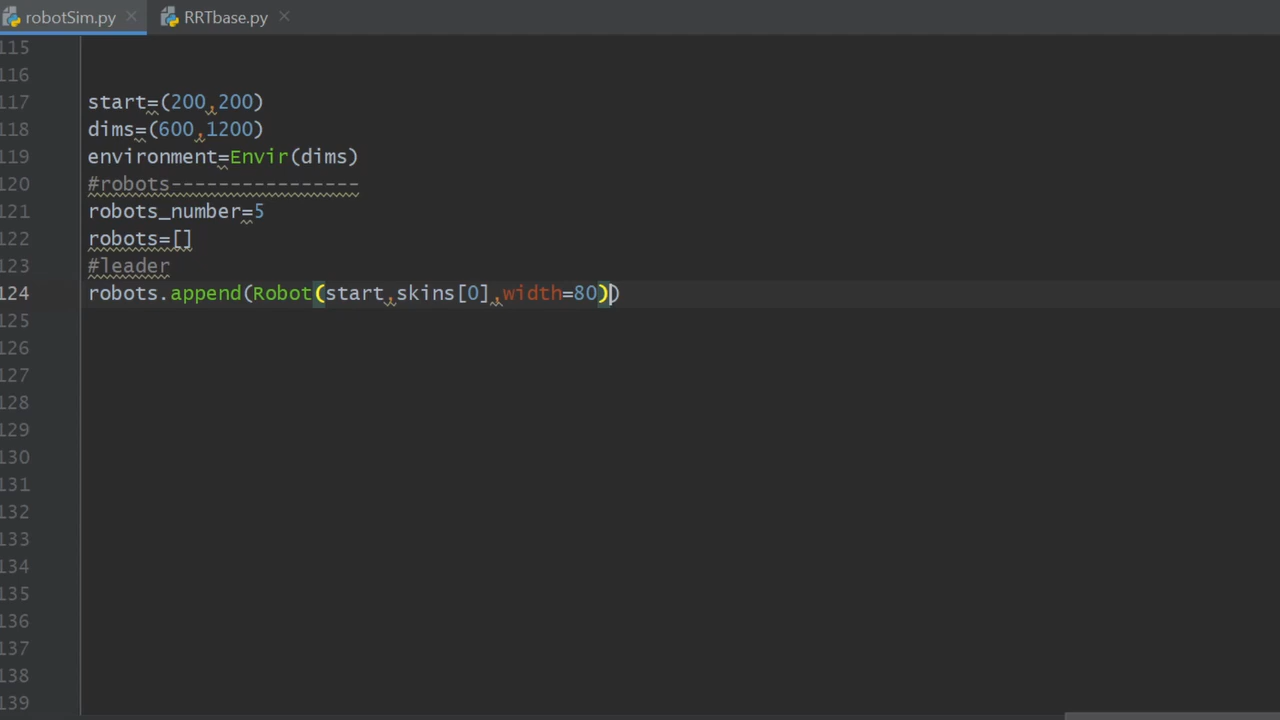 robotSim.py RRTbase.py
115
116
117 start=(200,200)
118 dims=(600,1200)
119 environment=Envir(dims)
120 #robots----------------
121 robots_number=5
122 robots=[]
123 #leader
124 robots.append(Robot(start,skins[0],width=80))
125
126
127
128
129
130
131
132
133
134
135
136
137
138
139